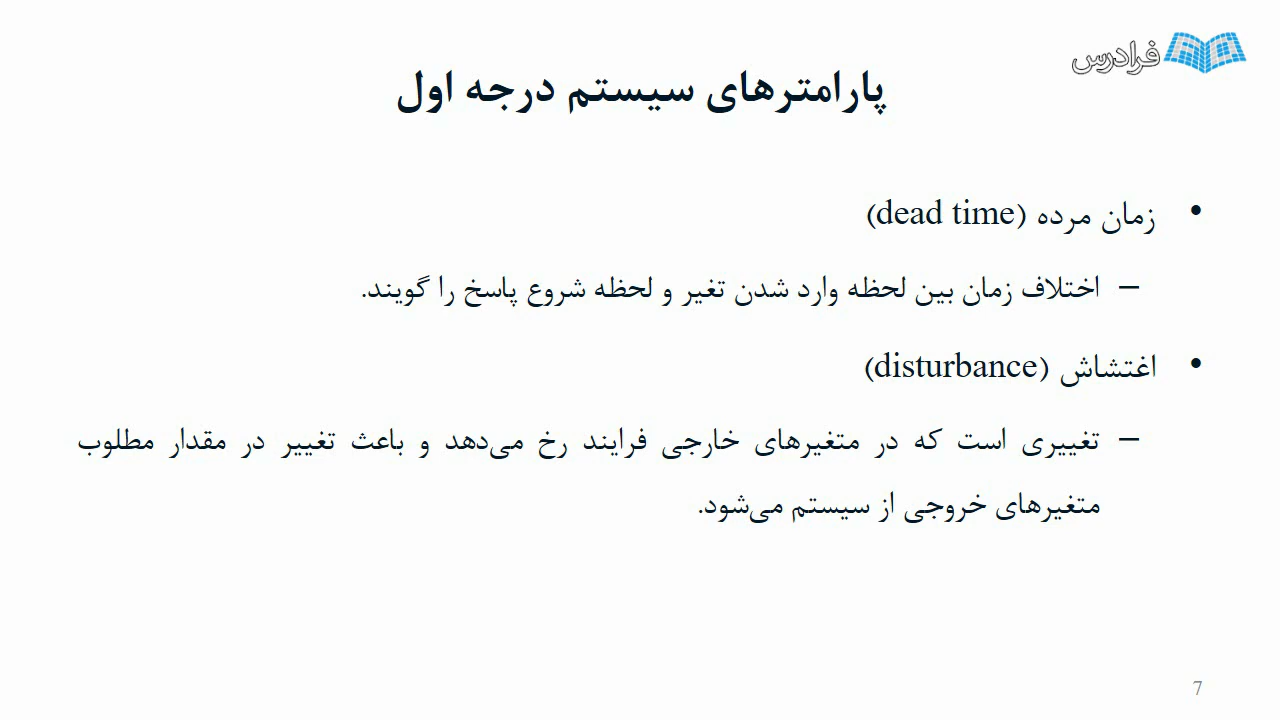 فرادرس
پارامترهای سیستم درجه اول
• زمان مرده (dead time)
– اختلاف زمان بین لحظه وارد شدن تغیر و لحظه شروع پاسخ را گویند.
• اغتشاش (disturbance)
– تغییری است که در متغیرهای خارجی فرایند رخ می‌دهد و باعث تغییر در مقدار مطلوب
متغیرهای خروجی از سیستم می‌شود.
7